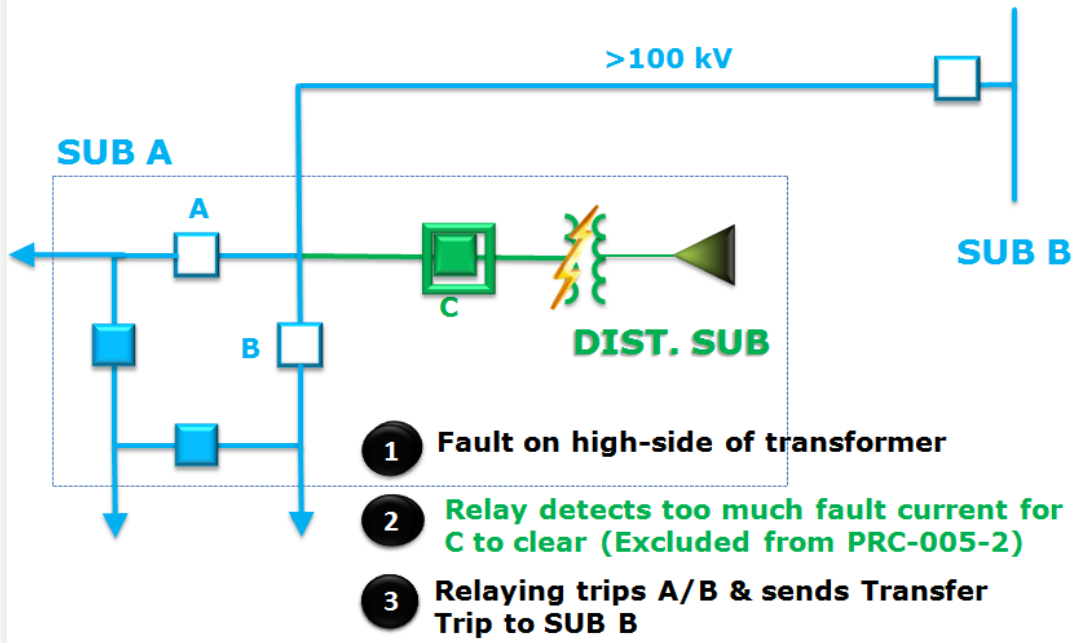 >100 kV
SUB A
A
SUB B
C
B
DIST. SUB
1 Fault on high-side of transformer
2 Relay detects too much fault current for
C to clear (Excluded from PRC-005-2)
3 Relaying trips A/B & sends Transfer
Trip to SUB B